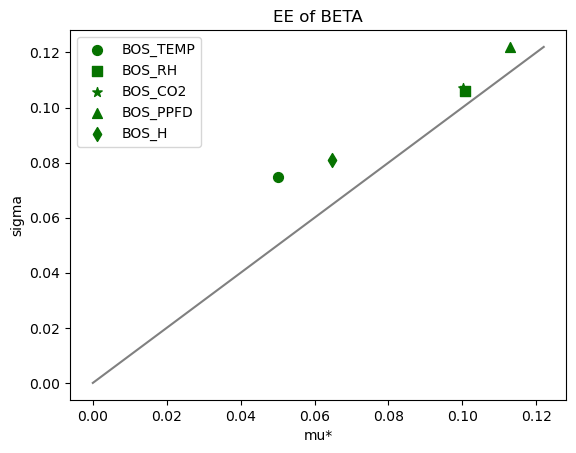 EE of BETA
BOS_TEMP
BOS_RH
BOS_CO2
BOS_PPFD
BOS_H
sigma
0.12
0.10
0.08
0.06
0.04
0.02
0.00
0.00 0.02 0.04 0.06 0.08 0.10 0.12
mu*